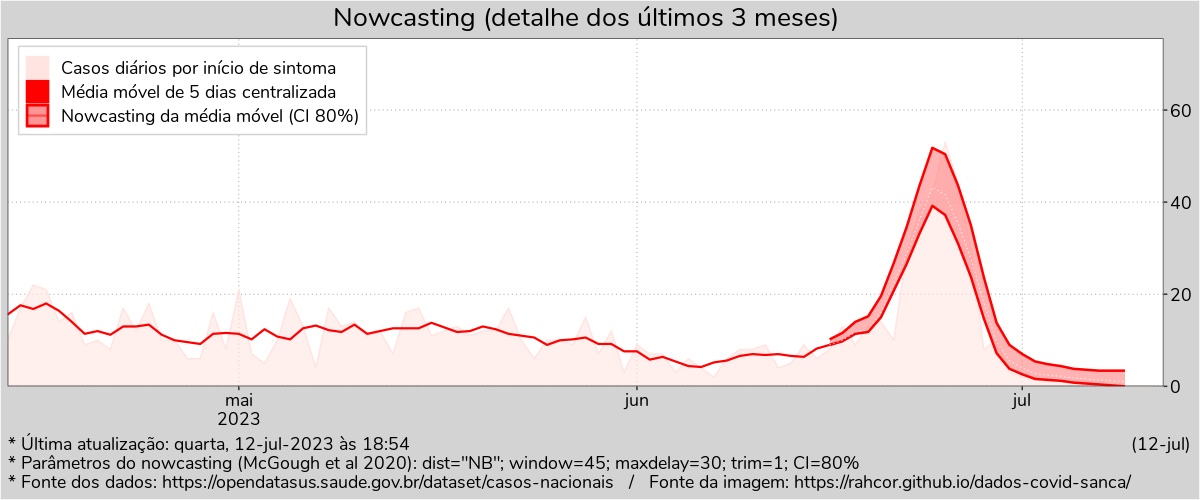 Nowcasting (detalhe dos últimos 3 meses)
Casos diários por início de sintoma
Média móvel de 5 dias centralizada
Nowcasting da média móvel (CI 80%)
60
40
20
0
mai
2023
jun
jul
* Última atualização: quarta, 12-jul-2023 às 18:54
(12-jul)
* Parâmetros do nowcasting (McGough et al 2020): dist="NB"; window=45; maxdelay=30; trim=1; CI=80%
* Fonte dos dados: https://opendatasus.saude.gov.br/dataset/casos-nacionais / Fonte da imagem: https://rahcor.github.io/dados-covid-sanca/